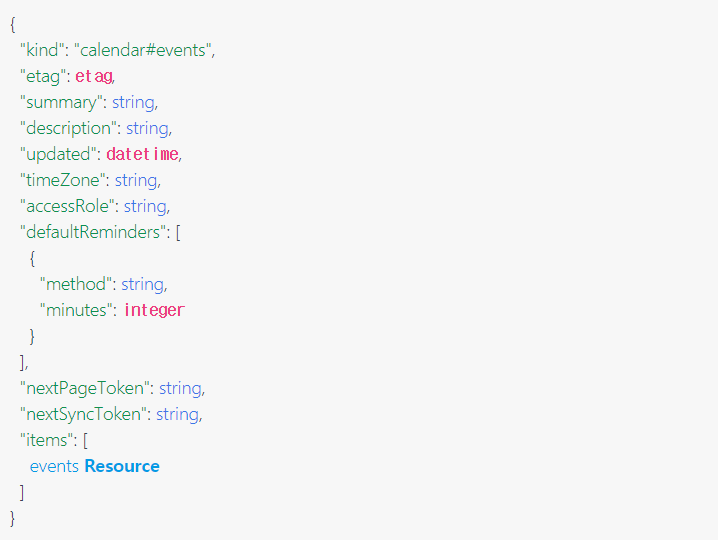 {
"kind": "calendar#events",
"etag": etag,
"summary": string,
"description": string,
"updated": datetime,
"timeZone": string,
"accessRole": string,
"defaultReminders": [
{
"method": string,
"minutes": integer
}
],
"nextPageToken": string,
"nextSyncToken": string,
"items": [
events Resource
]
}